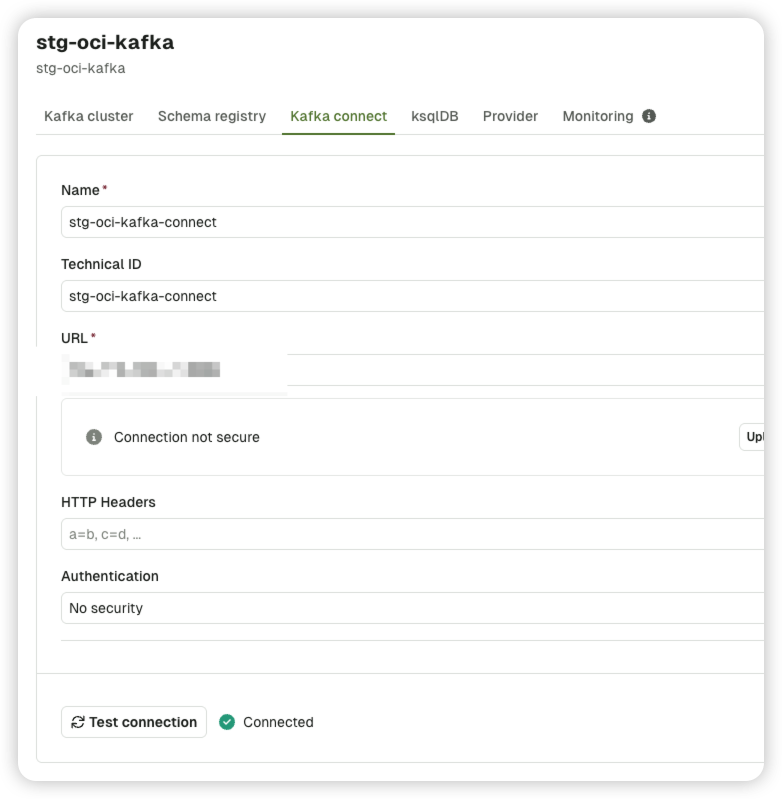 stg-oci-kafka
stg-oci-kafka
Kafka cluster Schema registry Kafka connect ksqlDB Provider Monitoring
Name*
stg-oci-kafka-connect
Technical ID
stg-oci-kafka-connect
URL*
Connection not secure
HTTP Headers
a=b, c=d, ...
Authentication
No security
Test connection Connected